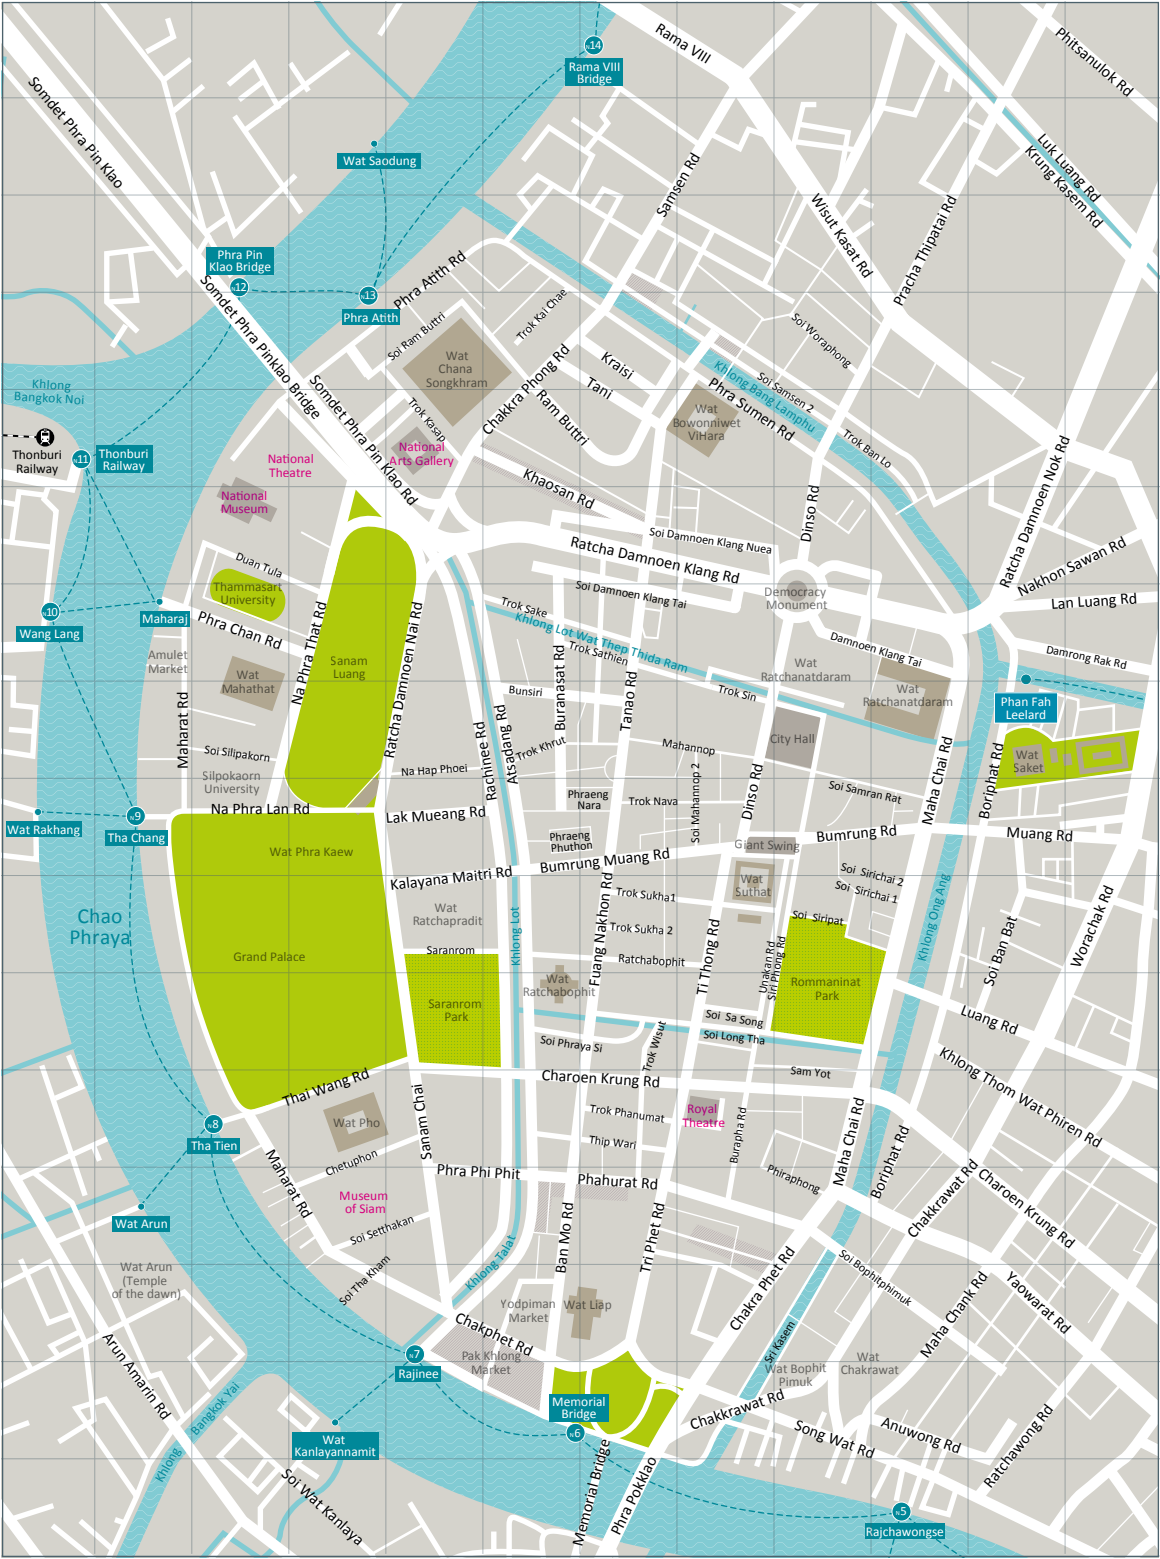 N14
Rama VIII
Bridge
Rama VIII
Phitsanulok Rd
Somdet Phra Pin Klao
Wat Saodung
Luk Luang Rd
Krung Kasem Rd
Samsen Rd
Wisut Kasat Rd
Pracha Thipatai Rd
Phra Pin
Klao Bridge
N12
N13
Phra Atith
Phra Atith Rd
Somdet Phra Pinklao Bridge
Soi Ram Buttri
Trok Kai Chae
Soi Woraphong
Wat
Chana
Songkhram
Chakkra Phong Rd
Kraisi
Tani
Ram Buttri
Khlong Bang Lamphu
Soi Samsen 2
Phra Sumen Rd
Khlong
Bangkok Noi
Somdet Phra Pin Klao Rd
Trok Kasap
Wat
Bowonniwet
ViHara
Trok Ban Lo
Thonburi
Railway
N11
Thonburi
Railway
National
Theatre
National
Arts Gallery
National
Museum
Khaosan Rd
Dinso Rd
Ratcha Damnoen Nok Rd
Soi Damnoen Klang Nuea
Ratcha Damnoen Klang Rd
Nakhon Sawan Rd
Lan Luang Rd
Duan Tula
Thammasart
University
Soi Damnoen Klang Tai
Democracy
Monument
N10
Wang Lang
Maharaj
Phra Chan Rd
Trok Sake
Khlong Lot Wat Thep Thida Ram
Trok Sathien
Damnoen Klang Tai
Damrong Rak Rd
Amulet
Market
Wat
Mahathat
Na Phra That Rd
Sanam
Luang
Ratcha Damnoen Nai Rd
Bunsiri
Buranasat Rd
Tanao Rd
Trok Sin
Wat
Ratchanatdaram
Wat
Ratchanatdaram
Phan Fah
Leelard
Maharat Rd
Soi Silipakorn
Silpokaorn
University
Na Hap Phoei
Rachinee Rd
Atsadang Rd
Trok Khrut
Mahannop
City Hall
Wat
Saket
Maha Chai Rd
Boriphat Rd
Wat Rakhang
N9
Tha Chang
Na Phra Lan Rd
Lak Mueang Rd
Phraeng
Nara
Trok Nava
Soi Mahannop 2
Dinso Rd
Soi Samran Rat
Phraeng
Phuthon
Bumrung Muang Rd
Giant Swing
Bumrung Rd
Muang Rd
Wat Phra Kaew
Kalayana Maitri Rd
Wat
Suthat
Soi Sirichai 2
Soi Sirichai 1
Trok Sukha1
Chao
Phraya
Wat
Ratchapradit
Khlong Lot
Fuang Nakhon Rd
Trok Sukha 2
Soi Siripat
Khlong Ong Ang
Soi Ban Bat
Worachak Rd
Saranrom
Ratchabophit
Grand Palace
Saranrom
Park
Wat
Ratchabophit
Ti Thong Rd
Unakan Rd
Siri Phong Rd
Rommaninat
Park
Soi Sa Song
Soi Long Tha
Luang Rd
Soi Phraya Si
Trok Wisut
Thai Wang Rd
Charoen Krung Rd
Sam Yot
Khlong Thom Wat Phiren Rd
N8
Tha Tien
Wat Pho
Sanam Chai
Trok Phanumat
Royal
Theatre
Burapha Rd
Maha Chai Rd
Boriphat Rd
Thip Wari
Chetuphon
Phra Phi Phit
Phahurat Rd
Phiraphong
Chakkrawat Rd
Charoen Krung Rd
Maharat Rd
Museum
of Siam
Wat Arun
Soi Setthakan
Ban Mo Rd
Tri Phet Rd
Wat Arun
(Temple
of the dawn)
Soi Tha Kham
Khlong Talat
Chakra Phet Rd
Soi Bophitphimuk
Yaowarat Rd
Maha Chank Rd
Yodpiman
Market
Wat Liap
Arun Amarin Rd
Chakphet Rd
Pak Khlong
Market
N7
Rajinee
Sri Kasem
Wat Bophit
Pimuk
Wat
Chakrawat
Khlong Bangkok Yai
Memorial
Bridge
N6
Chakkrawat Rd
Song Wat Rd
Anuwong Rd
Ratchawong Rd
Wat
Kanlayannamit
Soi Wat Kanlaya
Memorial Bridge
Phra Pokklao
N5
Rajchawongse